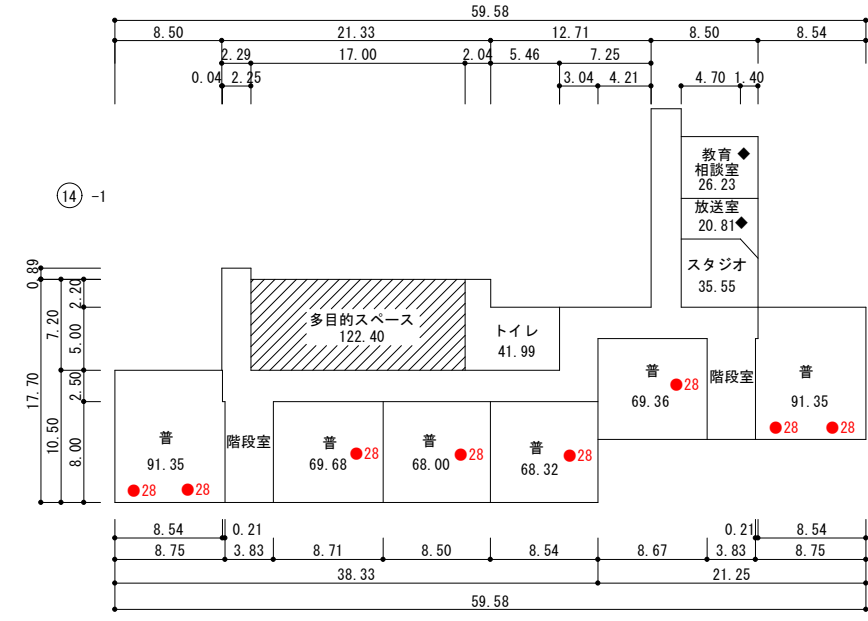 59.58
8.50 21.33 12.71 8.50 8.54
2.29 17.00 2.04 5.46 7.25
0.04 2.25 3.04 4.21 4.70 1.40
教育
相談室
26.23
14 -1
放送室
20.81
スタジオ
35.55
0.89
2.20
7.20
5.00
17.70
2.50
10.50
8.00
多目的スペース
122.40
トイレ
41.99
普
69.36
28
階段室
普
91.35
28 28
普
91.35
28 28
階段室
普
69.68
28
普
68.00
28
普
68.32
28
8.54 0.21 0.21 8.54
8.75 3.83 8.71 8.50 8.54 8.67 3.83 8.75
38.33 21.25
59.58